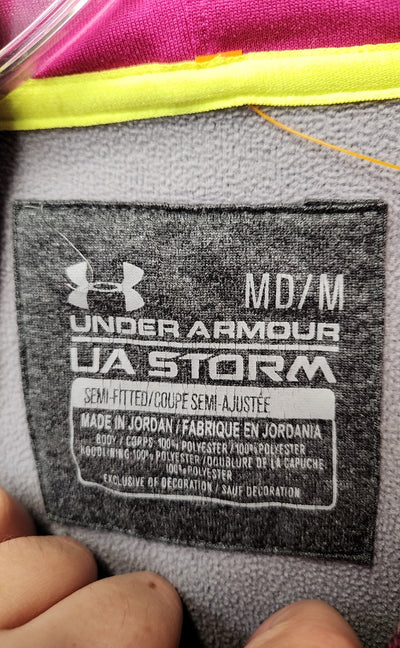 MD/M
UNDER ARMOUR
UA STORM
SEMI-FITTED/COUPE SEMI-AJUSTÉE
MADE IN JORDAN / FABRIQUE EN JORDANIA
BODY / CORPS: 100% POLYESTER / 100% POLYESTER
HOODLINING: 100% POLYESTER / DOUBLURE DE LA CAPUCHE:
100% POLYESTER
EXCLUSIVE OF DECORATION / SAUF DECORATION